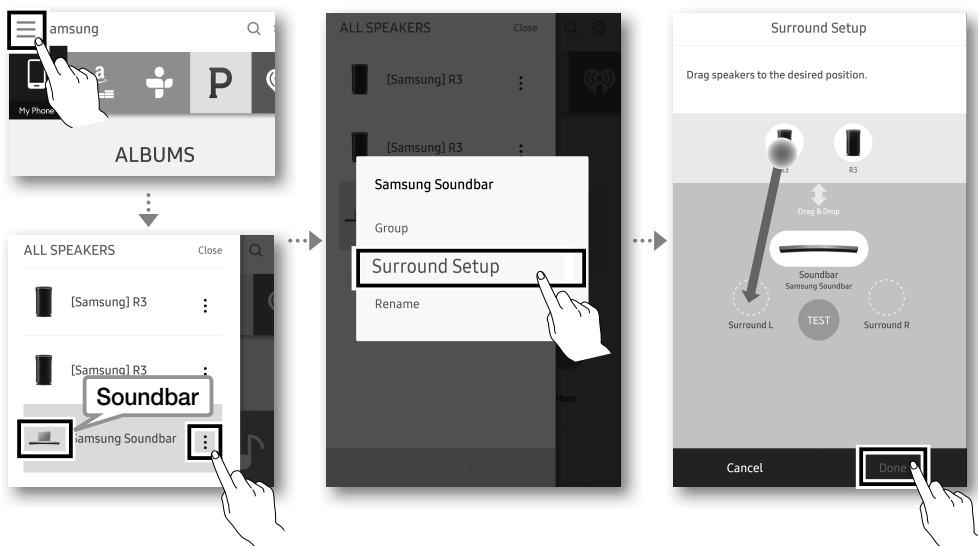 amsung
a
P
My Phone
ALBUMS
ALL SPEAKERS Close
[Samsung] R3
[Samsung] R3
Soundbar
Samsung Soundbar
ALL SPEAKERS Close
[Samsung] R3
[Samsung] R3
Samsung Soundbar
Group
Surround Setup
Rename
More
Surround Setup
Drag speakers to the desired position.
R3 R3
Drag & Drop
Soundbar
Samsung Soundbar
Surround L TEST Surround R
Cancel Done